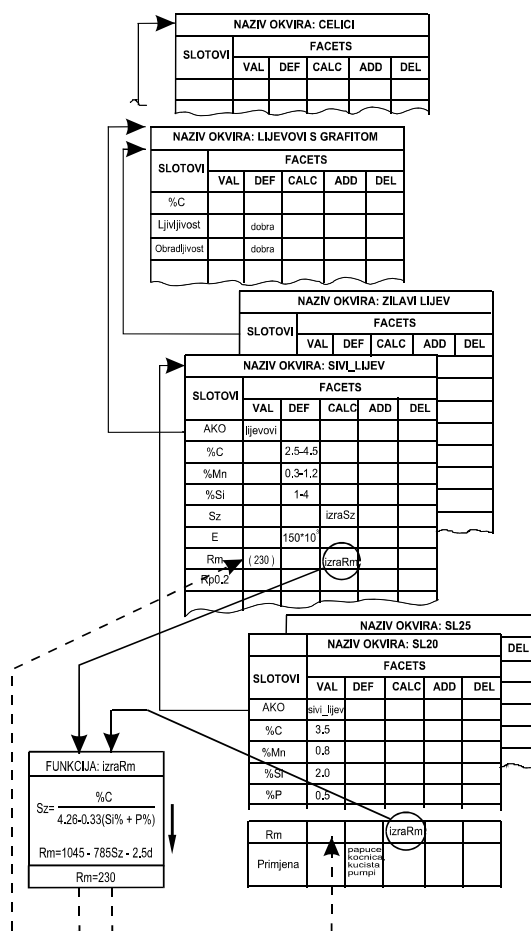 NAZIV OKVIRA: CELICI
SLOTOVI
FACETS
VAL DEF CALC ADD DEL
NAZIV OKVIRA: LIJEVOVI S GRAFITOM
SLOTOVI
FACETS
VAL DEF CALC ADD DEL
%C
Ljivljivost dobra
Obradljivost dobra
NAZIV OKVIRA: ZILAVI LIJEV
SLOTOVI
FACETS
VAL DEF CALC ADD DEL
NAZIV OKVIRA: SIVI_LIJEV
SLOTOVI
FACETS
VAL DEF CALC ADD DEL
AKO lijevovi
%C 2.5-4.5
%Mn 0.3-1.2
%Si 1-4
Sz izraSz
E 150*10³
Rm (230) izraRm
Rp0.2
NAZIV OKVIRA: SL25
DEL
NAZIV OKVIRA: SL20
SLOTOVI
FACETS
VAL DEF CALC ADD DEL
AKO sivi_lijev
%C 3.5
%Mn 0.8
%Si 2.0
%P 0.5
Rm izraRm
Primjena papuce
kocnica,
kucista
pumpi
FUNKCIJA: izraRm
Sz= %C
4.26-0.33(Si% + P%)
Rm=1045 - 785Sz - 2.5d
Rm=230